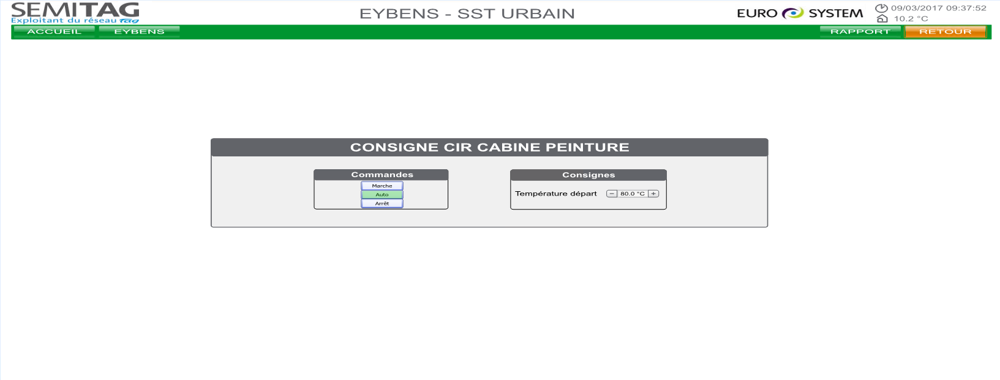 SEMITAG
Exploitant du réseau Tag
EYBENS - SST URBAIN
EURO SYSTEM
09/03/2017 09:37:52
10.2 °C
ACCUEIL
EYBENS
RAPPORT
RETOUR
CONSIGNE CIR CABINE PEINTURE
Commandes
Marche
Auto
Arrêt
Consignes
Température départ − 80.0 °C +